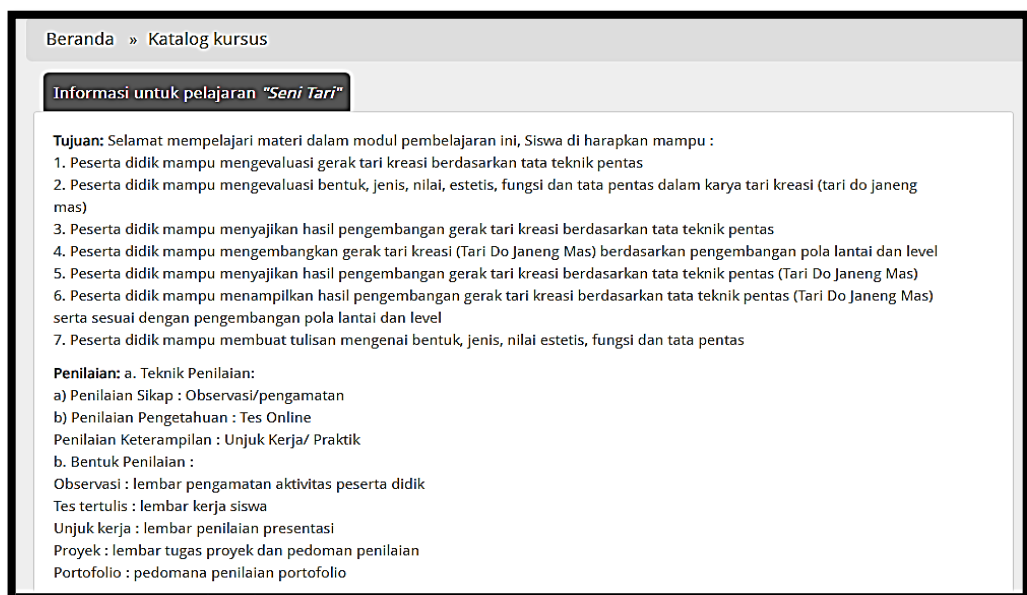 Beranda » Katalog kursus
Informasi untuk pelajaran "Seni Tari"
Tujuan: Selamat mempelajari materi dalam modul pembelajaran ini, Siswa di harapkan mampu :
1. Peserta didik mampu mengevaluasi gerak tari kreasi berdasarkan tata teknik pentas
2. Peserta didik mampu mengevaluasi bentuk, jenis, nilai, estetis, fungsi dan tata pentas dalam karya tari kreasi (tari do janeng
mas)
3. Peserta didik mampu menyajikan hasil pengembangan gerak tari kreasi berdasarkan tata teknik pentas
4. Peserta didik mampu mengembangkan gerak tari kreasi (Tari Do Janeng Mas) berdasarkan pengembangan pola lantai dan level
5. Peserta didik mampu menyajikan hasil pengembangan gerak tari kreasi berdasarkan tata teknik pentas (Tari Do Janeng Mas)
6. Peserta didik mampu menampilkan hasil pengembangan gerak tari kreasi berdasarkan tata teknik pentas (Tari Do Janeng Mas)
serta sesuai dengan pengembangan pola lantai dan level
7. Peserta didik mampu membuat tulisan mengenai bentuk, jenis, nilai estetis, fungsi dan tata pentas
Penilaian: a. Teknik Penilaian:
a) Penilaian Sikap : Observasi/pengamatan
b) Penilaian Pengetahuan : Tes Online
Penilaian Keterampilan : Unjuk Kerja/ Praktik
b. Bentuk Penilaian :
Observasi : lembar pengamatan aktivitas peserta didik
Tes tertulis : lembar kerja siswa
Unjuk kerja : lembar penilaian presentasi
Proyek : lembar tugas proyek dan pedoman penilaian
Portofolio : pedomana penilaian portofolio